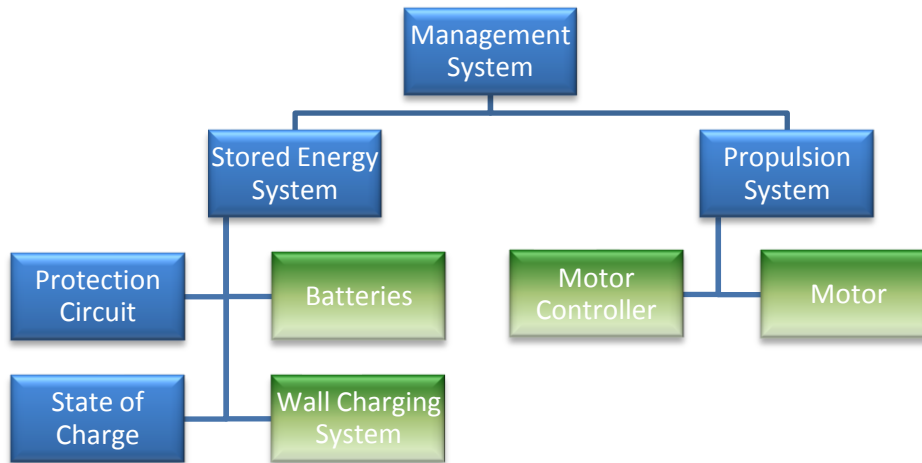 Management
System
Stored Energy
System
Propulsion
System
Protection
Circuit
Batteries
Motor
Controller
Motor
State of
Charge
Wall Charging
System